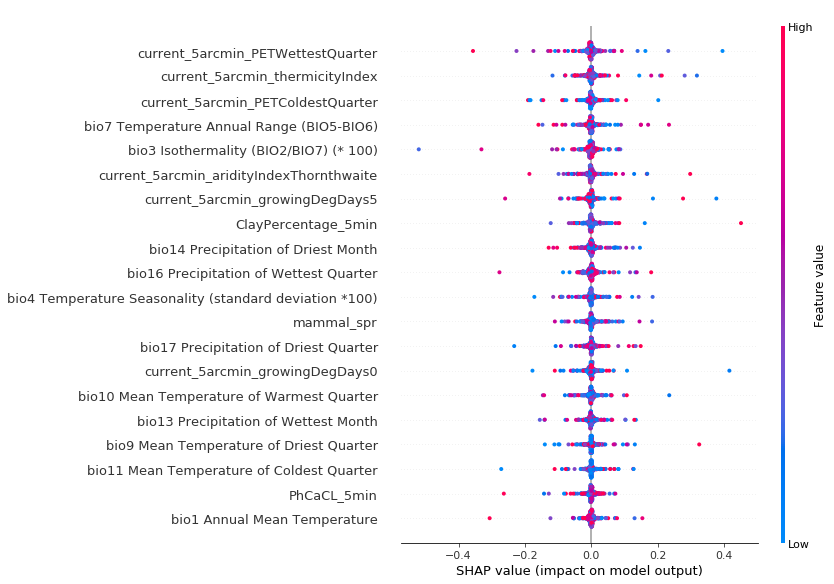 High
current_5arcmin_PETWettestQuarter
current_5arcmin_thermicityIndex
current_5arcmin_PETColdestQuarter
bio7 Temperature Annual Range (BIO5-BIO6)
bio3 Isothermality (BIO2/BIO7) (* 100)
current_5arcmin_aridityIndexThornthwaite
current_5arcmin_growingDegDays5
ClayPercentage_5min
bio14 Precipitation of Driest Month
bio16 Precipitation of Wettest Quarter
bio4 Temperature Seasonality (standard deviation *100)
mammal_spr
bio17 Precipitation of Driest Quarter
current_5arcmin_growingDegDays0
bio10 Mean Temperature of Warmest Quarter
bio13 Precipitation of Wettest Month
bio9 Mean Temperature of Driest Quarter
bio11 Mean Temperature of Coldest Quarter
PhCaCL_5min
bio1 Annual Mean Temperature
Feature value
Low
−0.4 −0.2 0.0 0.2 0.4
SHAP value (impact on model output)